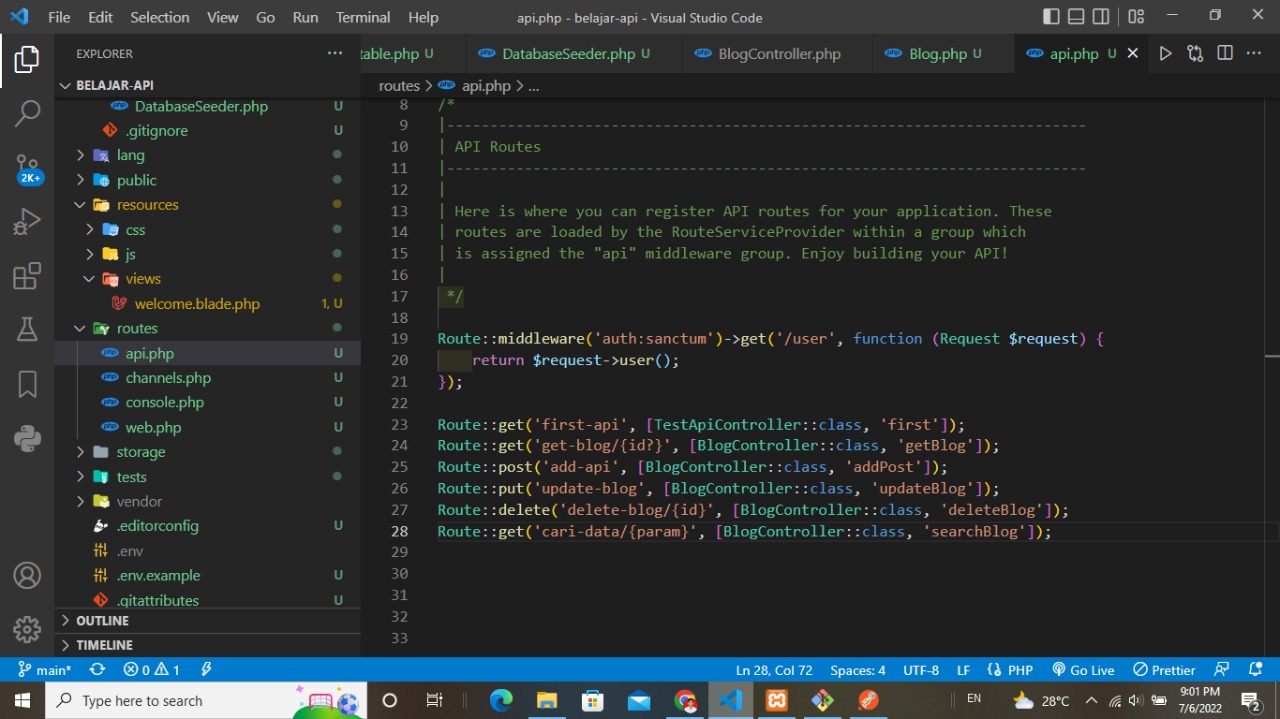 File Edit Selection View Go Run Terminal Help
api.php - belajar-api - Visual Studio Code
EXPLORER
table.php U
DatabaseSeeder.php U
BlogController.php
Blog.php U
api.php U
BELAJAR-API
routes > api.php > ...
DatabaseSeeder.php U
.gitignore U
lang
public
resources
css
js
views
welcome.blade.php 1, U
routes
api.php U
channels.php U
console.php U
web.php U
storage
tests
vendor
.editorconfig U
.env
.env.example U
.gitattributes U
OUTLINE
TIMELINE
2K+
8 /*
9 |--------------------------------------------------------------------------
10 | API Routes
11 |--------------------------------------------------------------------------
12 |
13 | Here is where you can register API routes for your application. These
14 | routes are loaded by the RouteServiceProvider within a group which
15 | is assigned the "api" middleware group. Enjoy building your API!
16 |
17 */
18
19 Route::middleware('auth:sanctum')->get('/user', function (Request $request) {
20 return $request->user();
21 });
22
23 Route::get('first-api', [TestApiController::class, 'first']);
24 Route::get('get-blog/{id?}', [BlogController::class, 'getBlog']);
25 Route::post('add-api', [BlogController::class, 'addPost']);
26 Route::put('update-blog', [BlogController::class, 'updateBlog']);
27 Route::delete('delete-blog/{id}', [BlogController::class, 'deleteBlog']);
28 Route::get('cari-data/{param}', [BlogController::class, 'searchBlog']);
29
30
31
32
33
main* 0 1 Ln 28, Col 72 Spaces: 4 UTF-8 LF PHP Go Live Prettier
Type here to search
EN
28°C
9:01 PM
7/6/2022
2